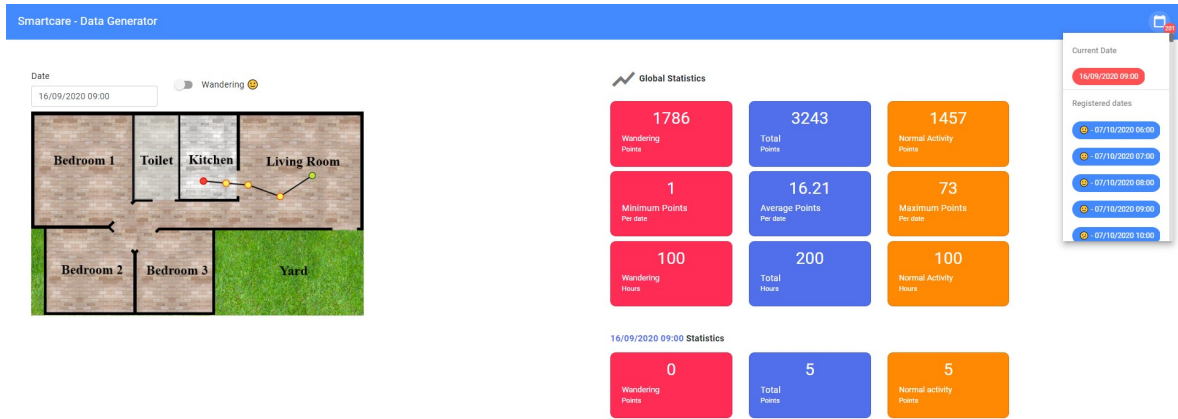 Smartcare - Data Generator
201
Current Date
16/09/2020 09:00
Registered dates
😐 - 07/10/2020 06:00
😐 - 07/10/2020 07:00
😐 - 07/10/2020 08:00
😐 - 07/10/2020 09:00
😐 - 07/10/2020 10:00
Date
16/09/2020 09:00
Wandering 😐
Bedroom 1
Toilet
Kitchen
Living Room
Bedroom 2
Bedroom 3
Yard
Global Statistics
1786
Wandering
Points
3243
Total
Points
1457
Normal Activity
Points
1
Minimum Points
Per date
16.21
Average Points
Per date
73
Maximum Points
Per date
100
Wandering
Hours
200
Total
Hours
100
Normal Activity
Hours
16/09/2020 09:00 Statistics
0
Wandering
Points
5
Total
Points
5
Normal activity
Points